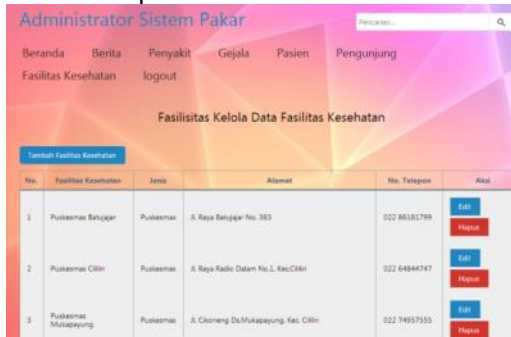 Administrator Sistem Pakar
Pencarian...
Beranda Berita Penyakit Gejala Pasien Pengunjung
Fasilitas Kesehatan logout
Fasilisitas Kelola Data Fasilitas Kesehatan
Tambah Fasilitas Kesehatan
No. Fasilitas Kesehatan Jenis Alamat No. Telepon Aksi
1 Puskesmas Batujajar Puskesmas Jl. Raya Batujajar No. 383 022 86181799 Edit
Hapus
2 Puskesmas Cililin Puskesmas Jl. Raya Radio Dalam No.1, Kec.Cililin 022 64844747 Edit
Hapus
3 Puskesmas Mukapayung Puskesmas Jl. Cikoneng Ds.Mukapayung, Kec. Cililin 022 74957555 Edit
Hapus